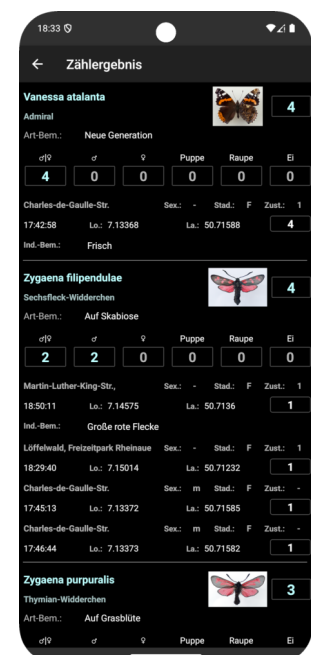 18:33
Zählergebnis
Vanessa atalanta
4
Admiral
Art-Bem.: Neue Generation
♂|♀ ♂ ♀ Puppe Raupe Ei
4 0 0 0 0 0
Charles-de-Gaulle-Str. Sex.: - Stad.: F Zust.: 1
17:42:58 Lo.: 7.13368 La.: 50.71588 4
Ind.-Bem.: Frisch
Zygaena filipendulae
4
Sechsfleck-Widderchen
Art-Bem.: Auf Skabiose
♂|♀ ♂ ♀ Puppe Raupe Ei
2 2 0 0 0 0
Martin-Luther-King-Str., Sex.: - Stad.: F Zust.: 1
18:50:11 Lo.: 7.14575 La.: 50.7136 1
Ind.-Bem.: Große rote Flecke
Löffelwald, Freizeitpark Rheinaue Sex.: - Stad.: F Zust.: 1
18:29:40 Lo.: 7.15014 La.: 50.71232 1
Charles-de-Gaulle-Str. Sex.: m Stad.: F Zust.: -
17:45:13 Lo.: 7.13372 La.: 50.71585 1
Charles-de-Gaulle-Str. Sex.: m Stad.: F Zust.: -
17:46:44 Lo.: 7.13373 La.: 50.71582 1
Zygaena purpuralis
3
Thymian-Widderchen
Art-Bem.: Auf Grasblüte
♂|♀ ♂ ♀ Puppe Raupe Ei